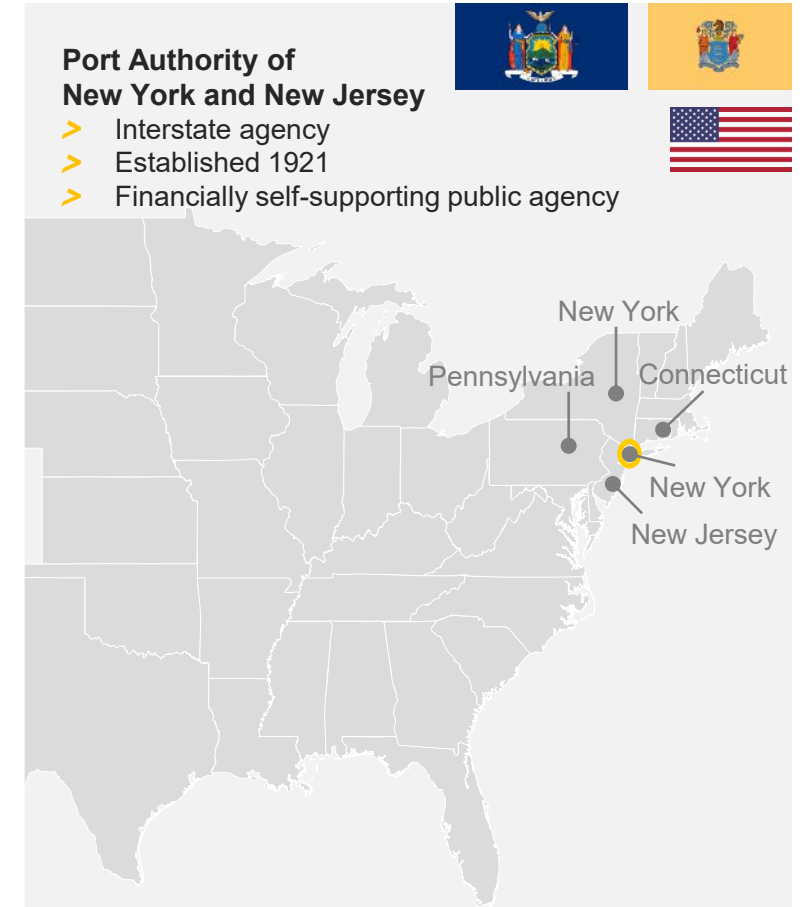 Port Authority of
New York and New Jersey
> Interstate agency
> Established 1921
> Financially self-supporting public agency
New York
Pennsylvania
Connecticut
New York
New Jersey